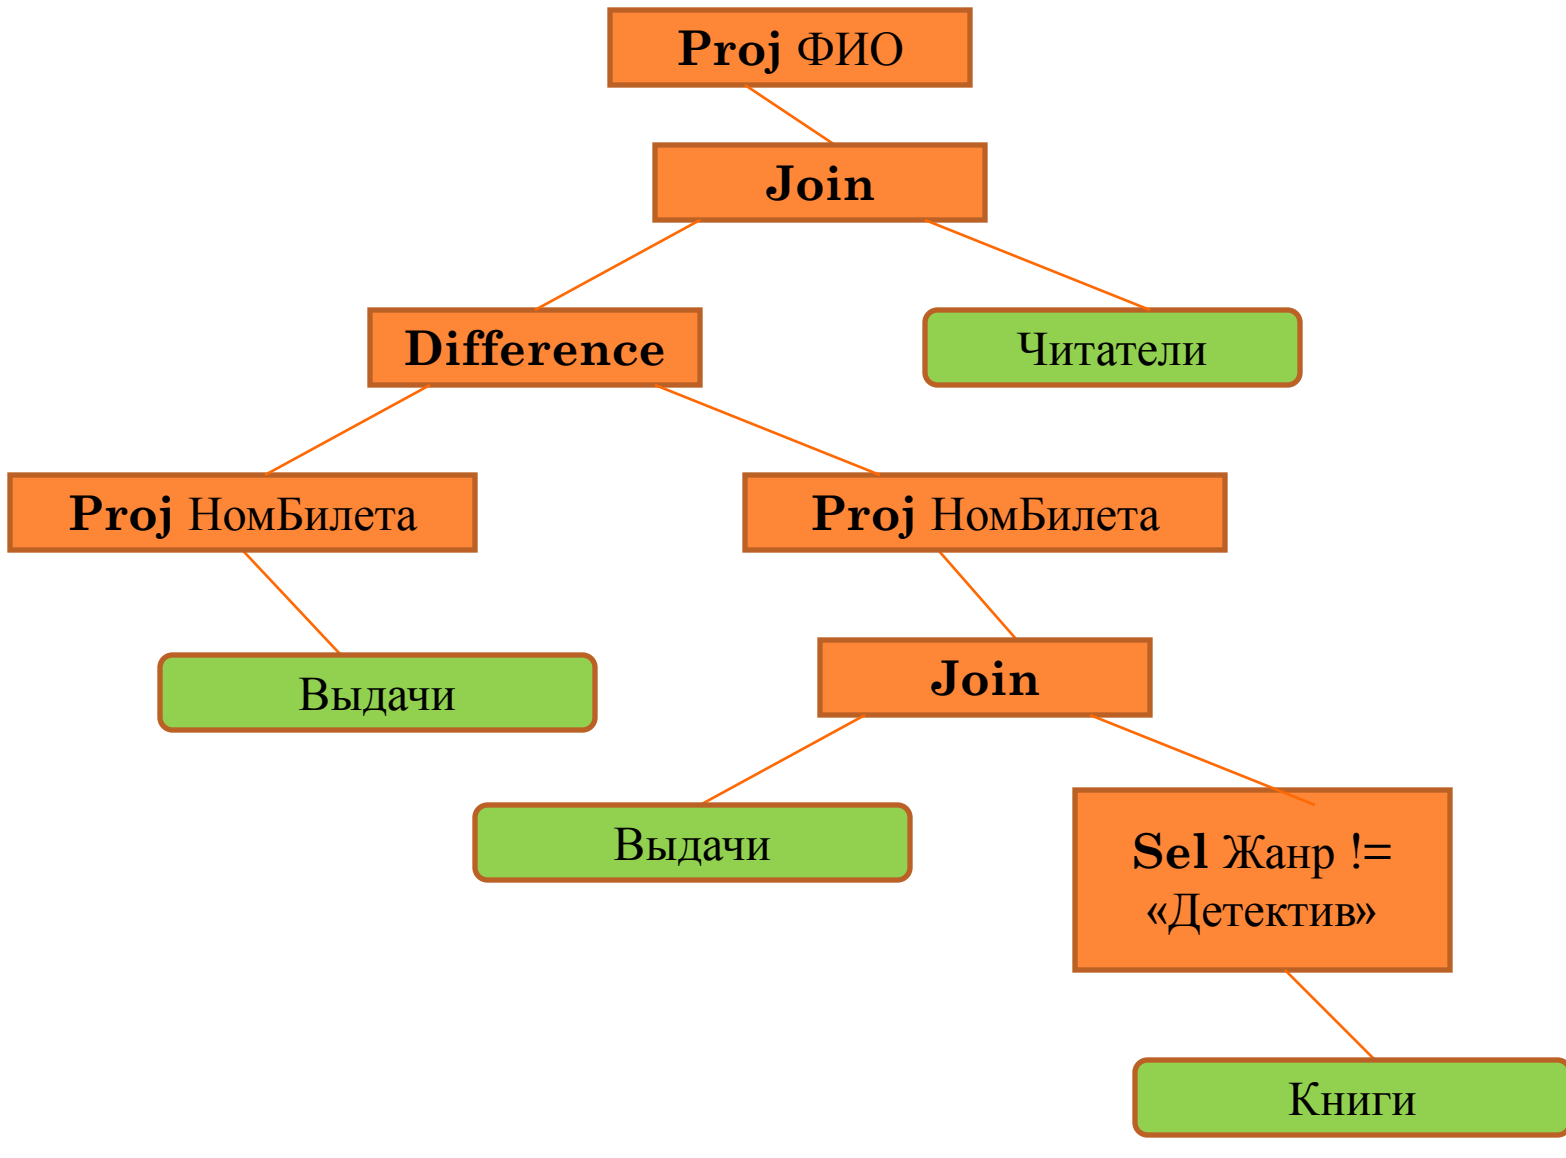 Proj ФИО
Join
Difference
Читатели
Proj НомБилета
Proj НомБилета
Выдачи
Join
Выдачи
Sel Жанр !=
«Детектив»
Книги